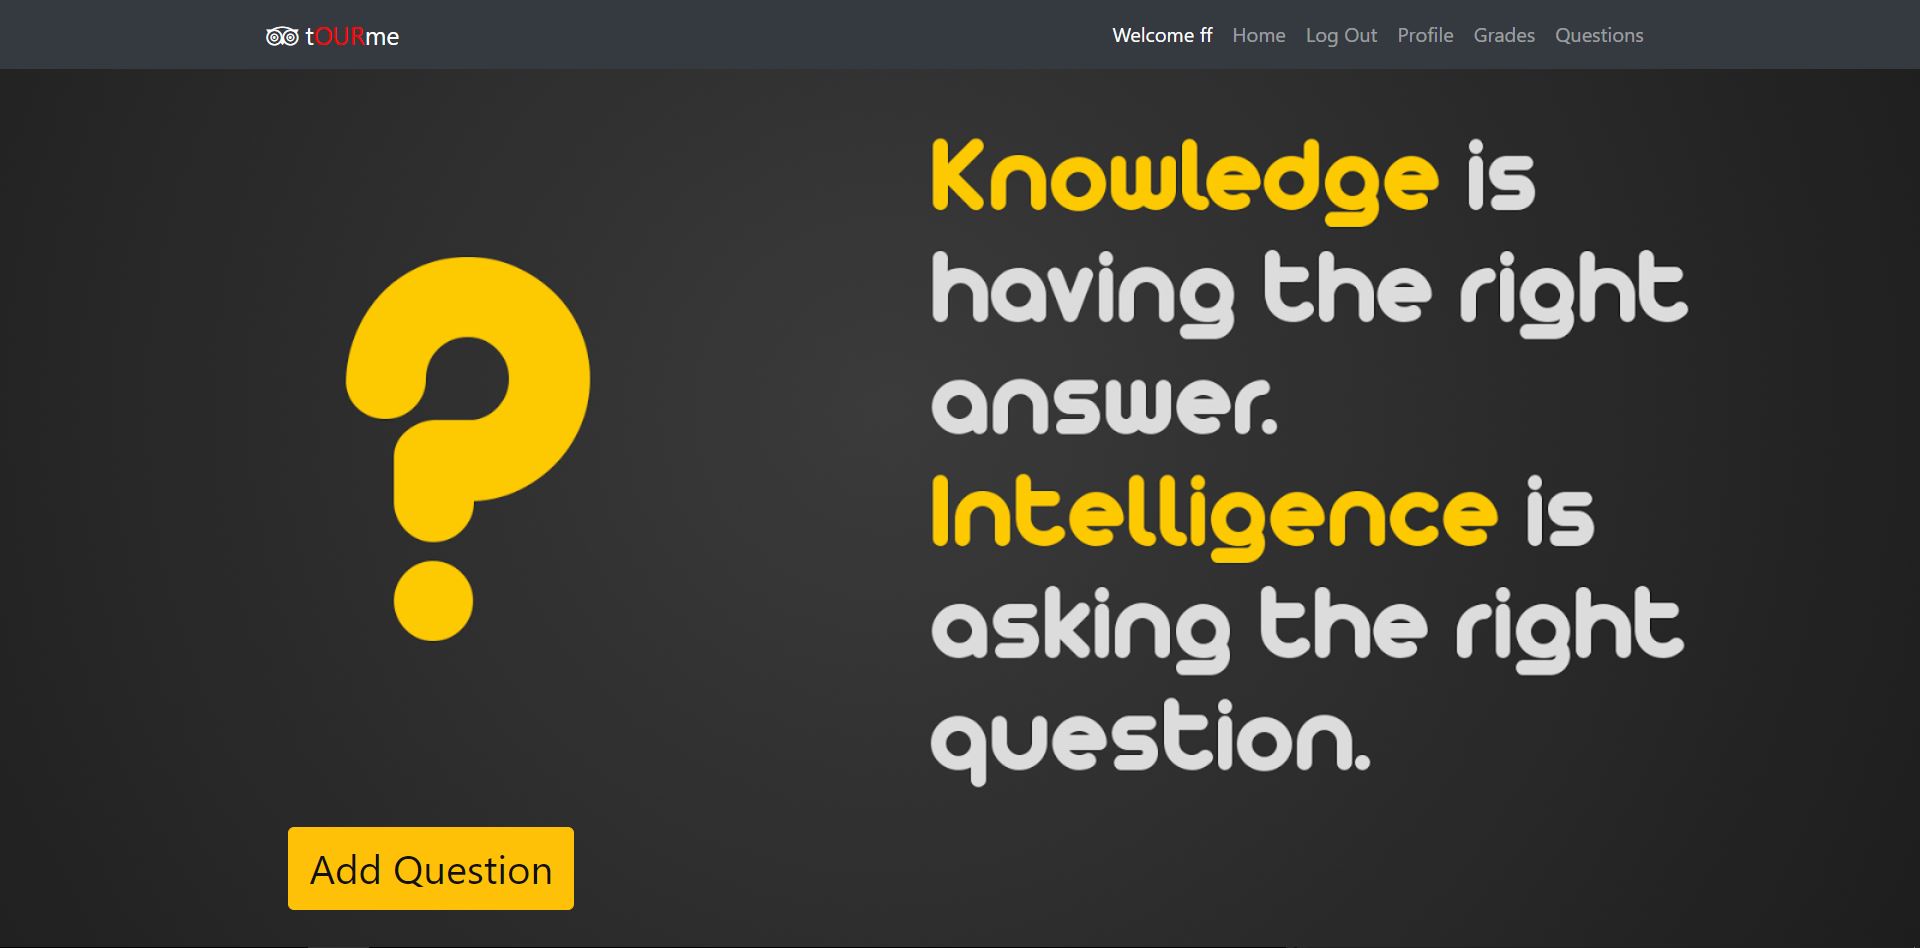 tOURme
Welcome ff Home Log Out Profile Grades Questions
Knowledge is
having the right
answer.
Intelligence is
asking the right
question.
?
Add Question